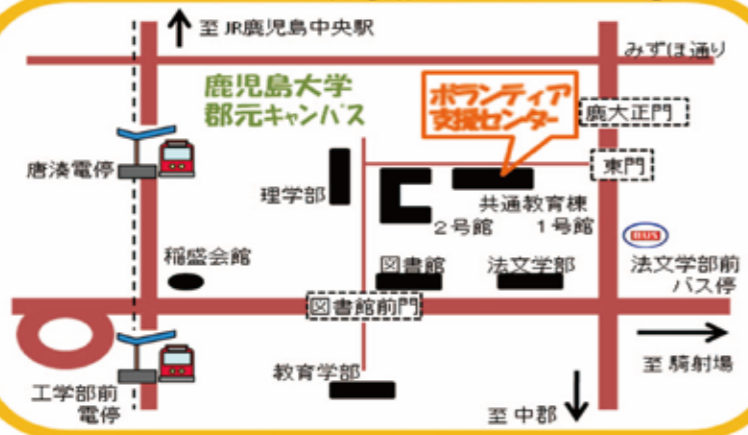 至 JR鹿児島中央駅
みずほ通り
鹿児島大学
郡元キャンパス
ボランティア
支援センター
鹿大正門
唐湊電停
理学部
東門
共通教育棟
2号館
1号館
BUS
稲盛会館
図書館
法文学部
法文学部前
バス停
図書館前門
至 騎射場
教育学部
工学部前
電停
至 中郡